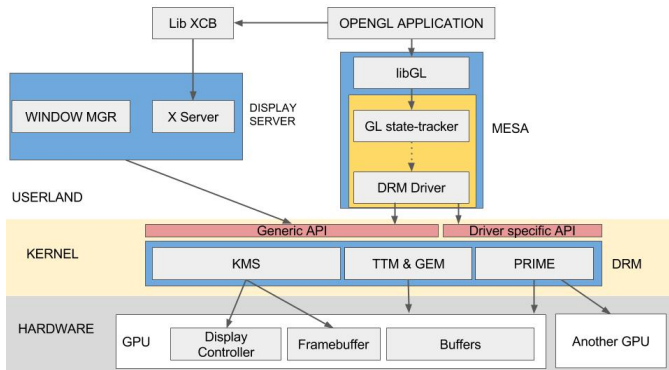 Lib XCB
OPENGL APPLICATION
libGL
WINDOW MGR
X Server
DISPLAY
SERVER
GL state-tracker
MESA
DRM Driver
USERLAND
Generic API
Driver specific API
KERNEL
KMS
TTM & GEM
PRIME
DRM
HARDWARE
GPU
Display
Controller
Framebuffer
Buffers
Another GPU